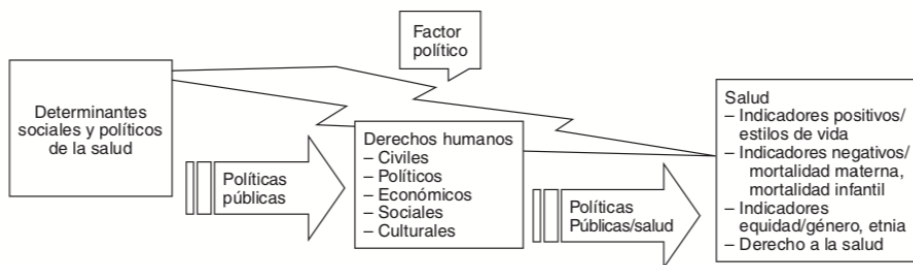 Factor
político
Determinantes
sociales y políticos
de la salud
Políticas
públicas
Derechos humanos
– Civiles
– Políticos
– Económicos
– Sociales
– Culturales
Políticas
Públicas/salud
Salud
– Indicadores positivos/
estilos de vida
– Indicadores negativos/
mortalidad materna,
mortalidad infantil
– Indicadores
equidad/género, etnia
– Derecho a la salud